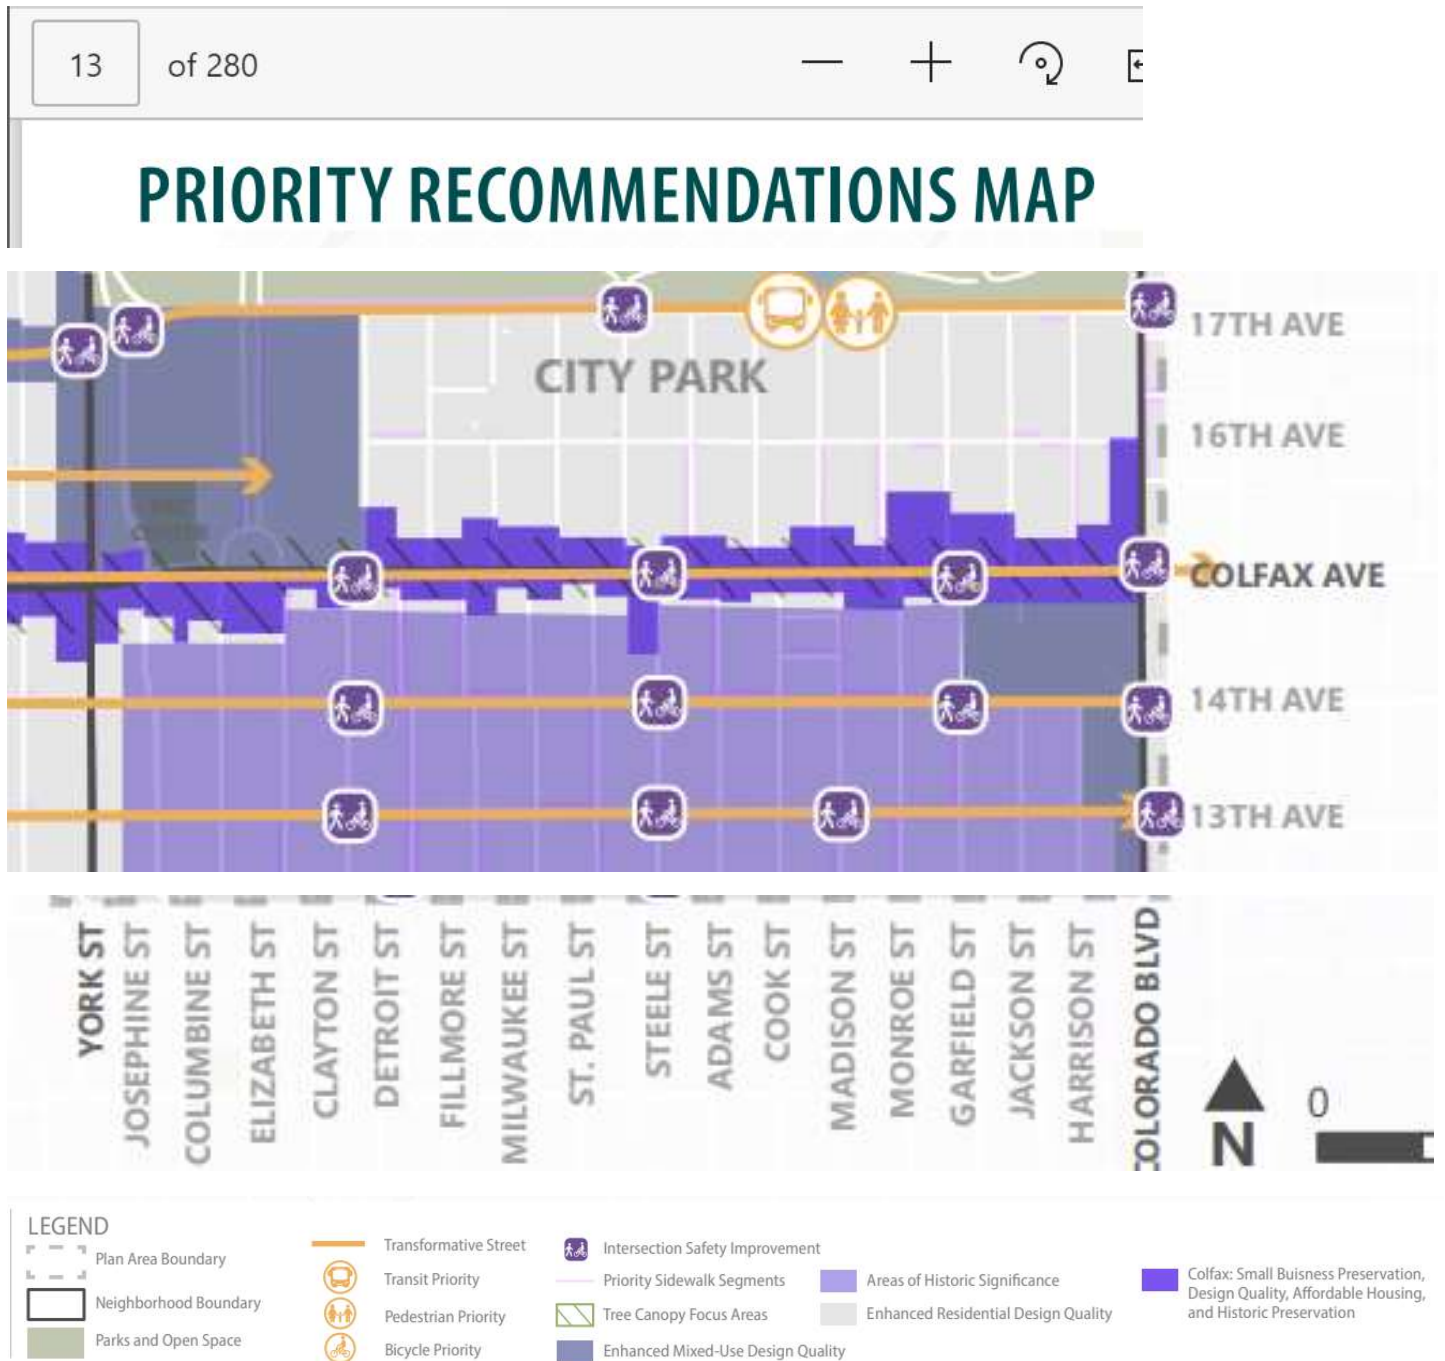 13 of 280
PRIORITY RECOMMENDATIONS MAP
17TH AVE
CITY PARK
16TH AVE
COLFAX AVE
14TH AVE
13TH AVE
YORK ST
JOSEPHINE ST
COLUMBINE ST
ELIZABETH ST
CLAYTON ST
DETROIT ST
FILLMORE ST
MILWAUKEE ST
ST. PAUL ST
STEELE ST
ADAMS ST
COOK ST
MADISON ST
MONROE ST
GARFIELD ST
JACKSON ST
HARRISON ST
COLORADO BLVD
N
0
LEGEND
Plan Area Boundary
Neighborhood Boundary
Parks and Open Space
Transformative Street
Transit Priority
Pedestrian Priority
Bicycle Priority
Intersection Safety Improvement
Priority Sidewalk Segments
Tree Canopy Focus Areas
Enhanced Mixed-Use Design Quality
Areas of Historic Significance
Enhanced Residential Design Quality
Colfax: Small Buisness Preservation,
Design Quality, Affordable Housing,
and Historic Preservation